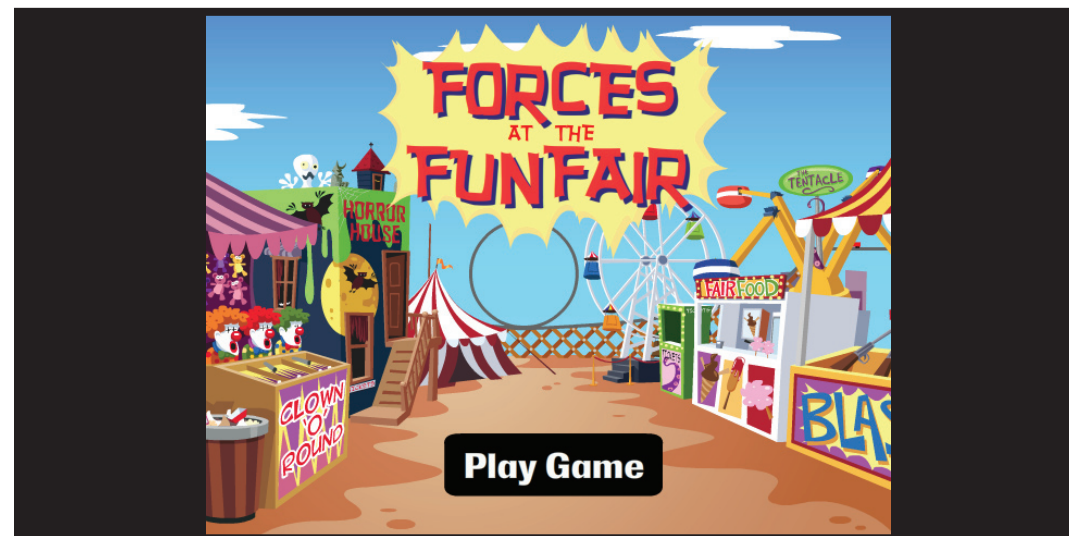 FORCES
AT THE
FUNFAIR
THE
TENTACLE
HORROR
HOUSE
FAIR FOOD
CLOWN
'O'
ROUND
BLAS
Play Game